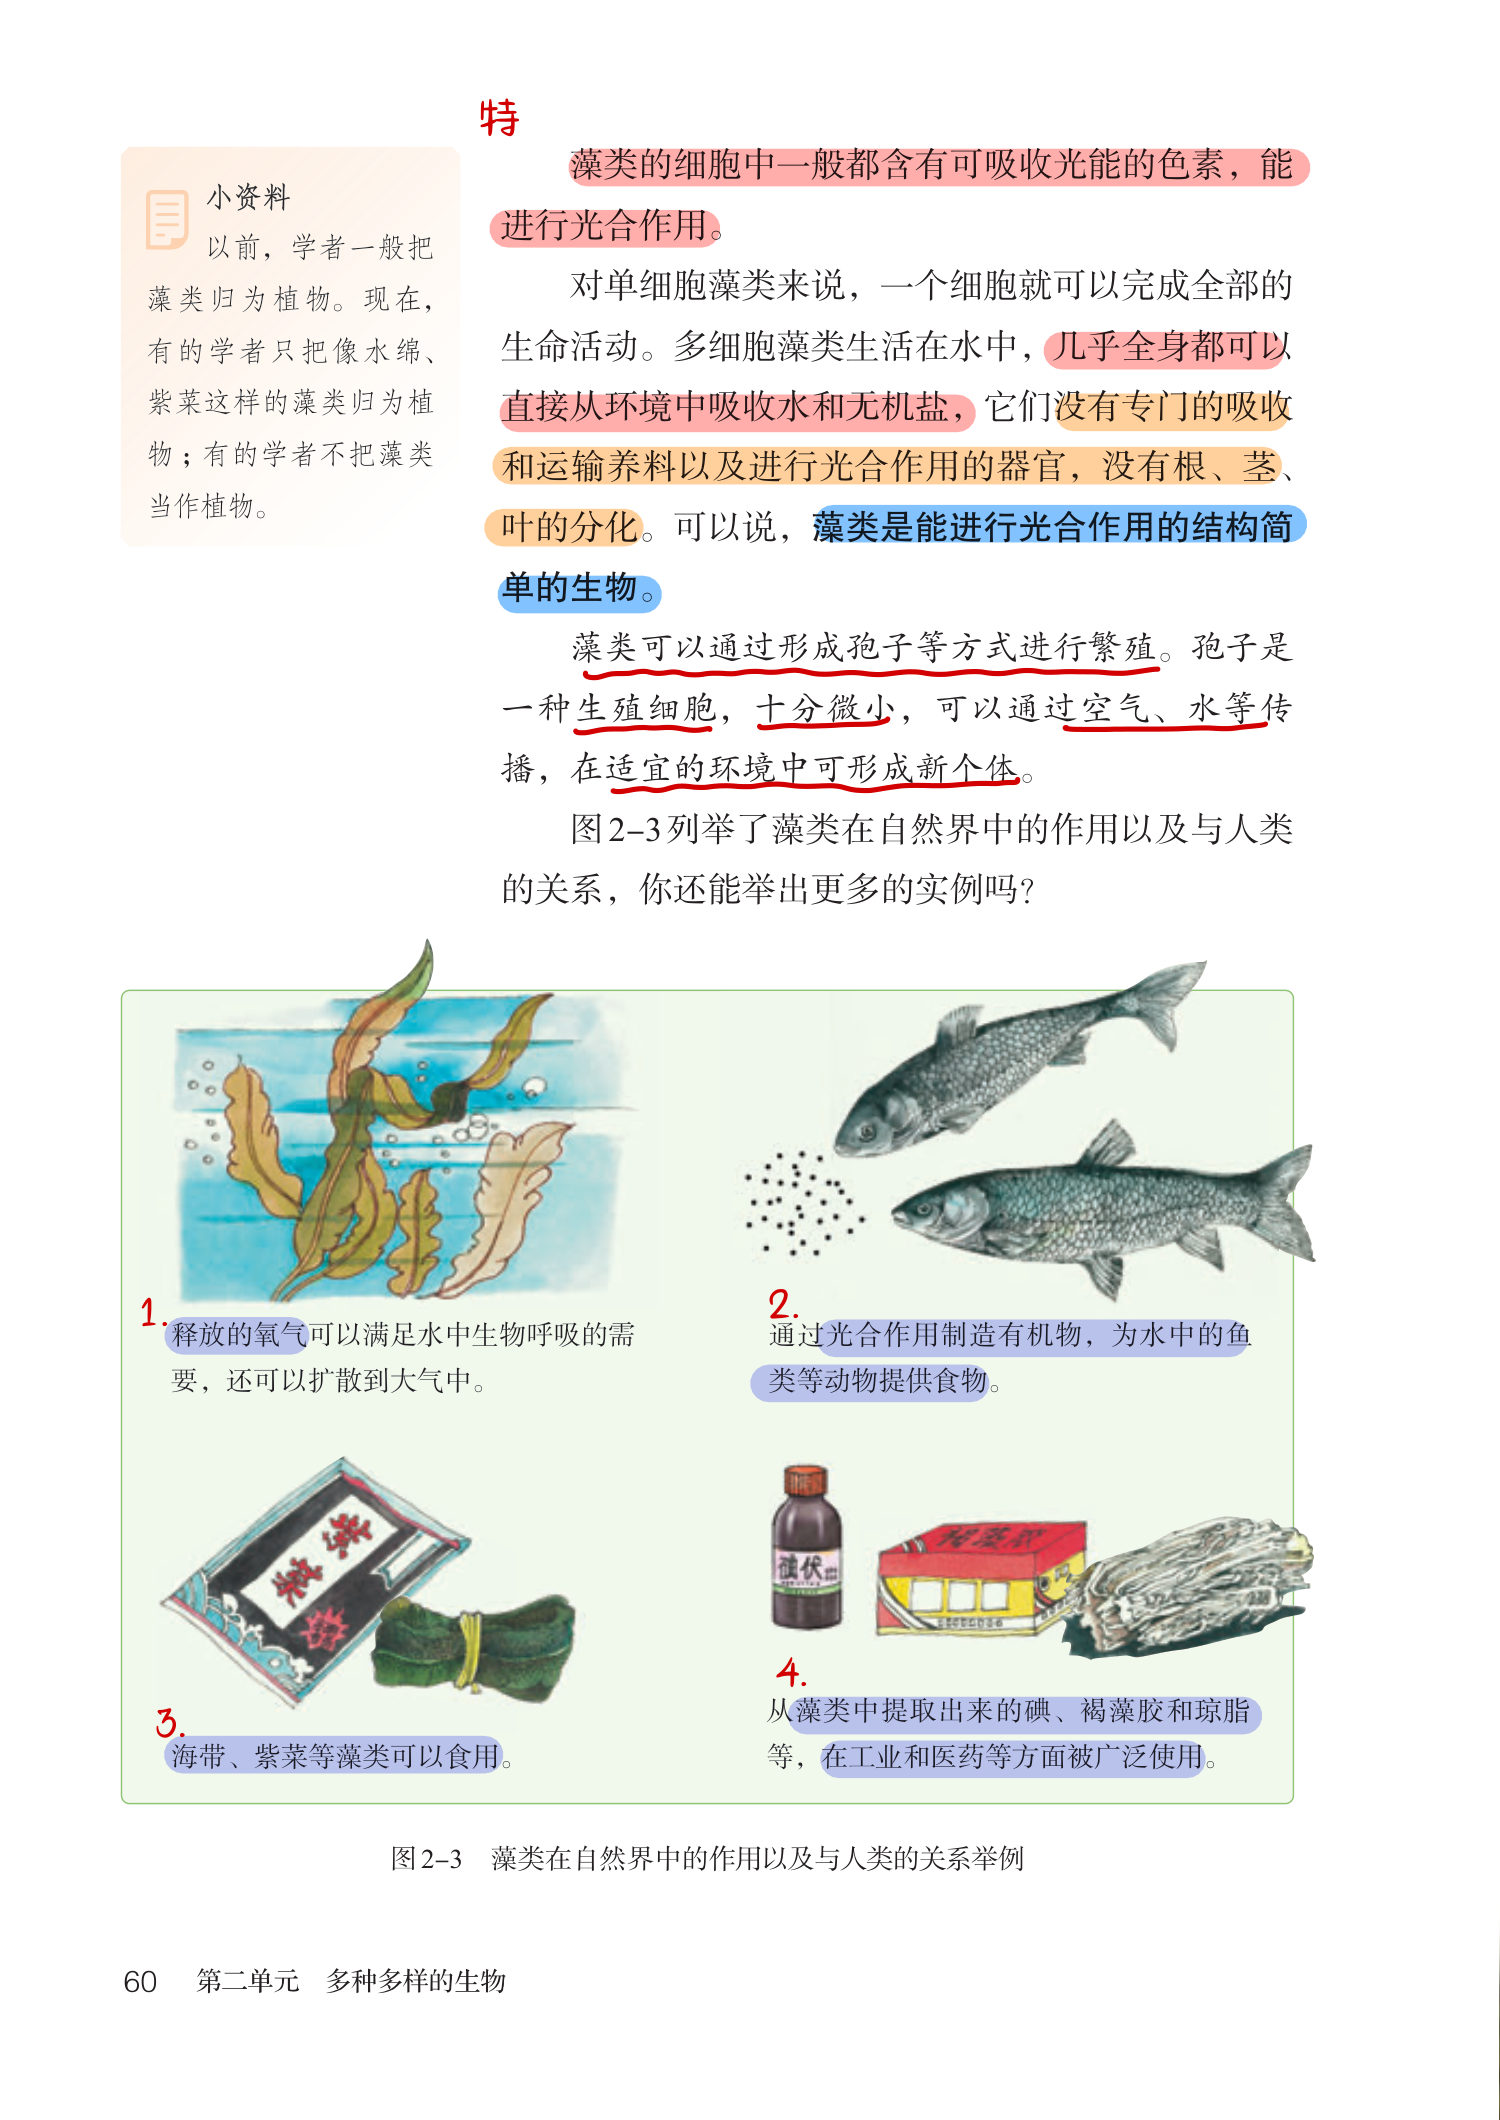 特
藻类的细胞中一般都含有可吸收光能的色素，能
进行光合作用。
对单细胞藻类来说，一个细胞就可以完成全部的
生命活动。多细胞藻类生活在水中，几乎全身都可以
直接从环境中吸收水和无机盐，它们没有专门的吸收
和运输养料以及进行光合作用的器官，没有根、茎、
叶的分化。可以说，藻类是能进行光合作用的结构简
单的生物。
藻类可以通过形成孢子等方式进行繁殖。孢子是
一种生殖细胞，十分微小，可以通过空气、水等传
播，在适宜的环境中可形成新个体。
图2-3列举了藻类在自然界中的作用以及与人类
的关系，你还能举出更多的实例吗？
小资料
以前，学者一般把
藻类归为植物。现在，
有的学者只把像水绵、
紫菜这样的藻类归为植
物；有的学者不把藻类
当作植物。
1.
释放的氧气可以满足水中生物呼吸的需
要，还可以扩散到大气中。
2.
通过光合作用制造有机物，为水中的鱼
类等动物提供食物。
紫菜
碘伏
3.
海带、紫菜等藻类可以食用。
4.
从藻类中提取出来的碘、褐藻胶和琼脂
等，在工业和医药等方面被广泛使用。
图2-3 藻类在自然界中的作用以及与人类的关系举例
60 第二单元 多种多样的生物